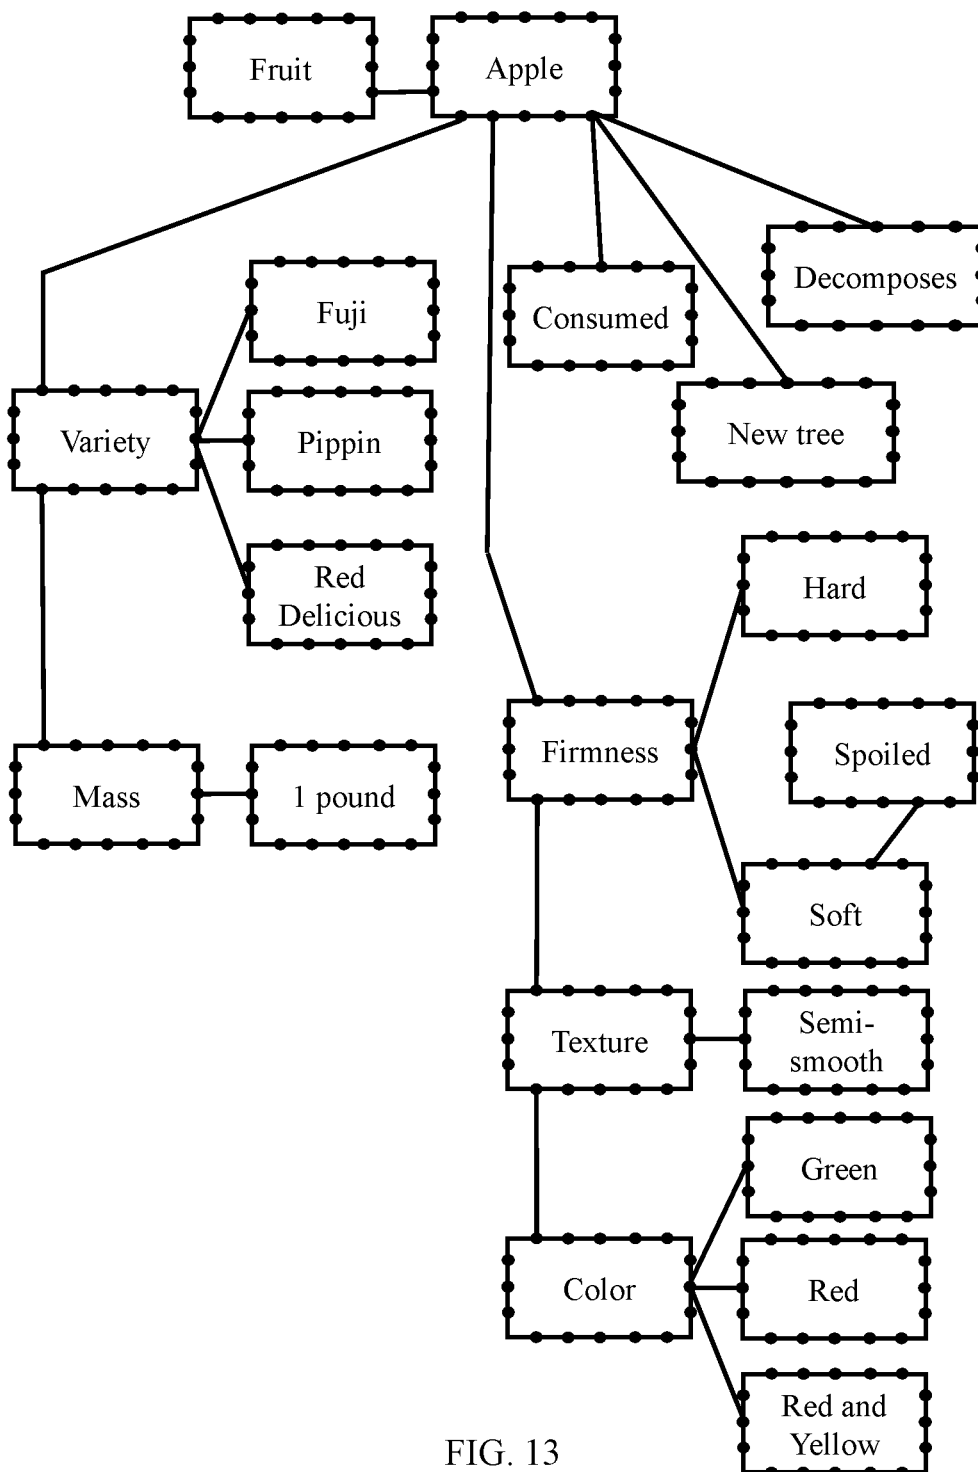 Fruit
Apple
Decomposes
Fuji
Consumed
Variety
Pippin
New tree
Red
Delicious
Hard
Firmness
Spoiled
Mass
1 pound
Soft
Texture
Semi-
smooth
Green
Color
Red
Red and
Yellow
FIG. 13